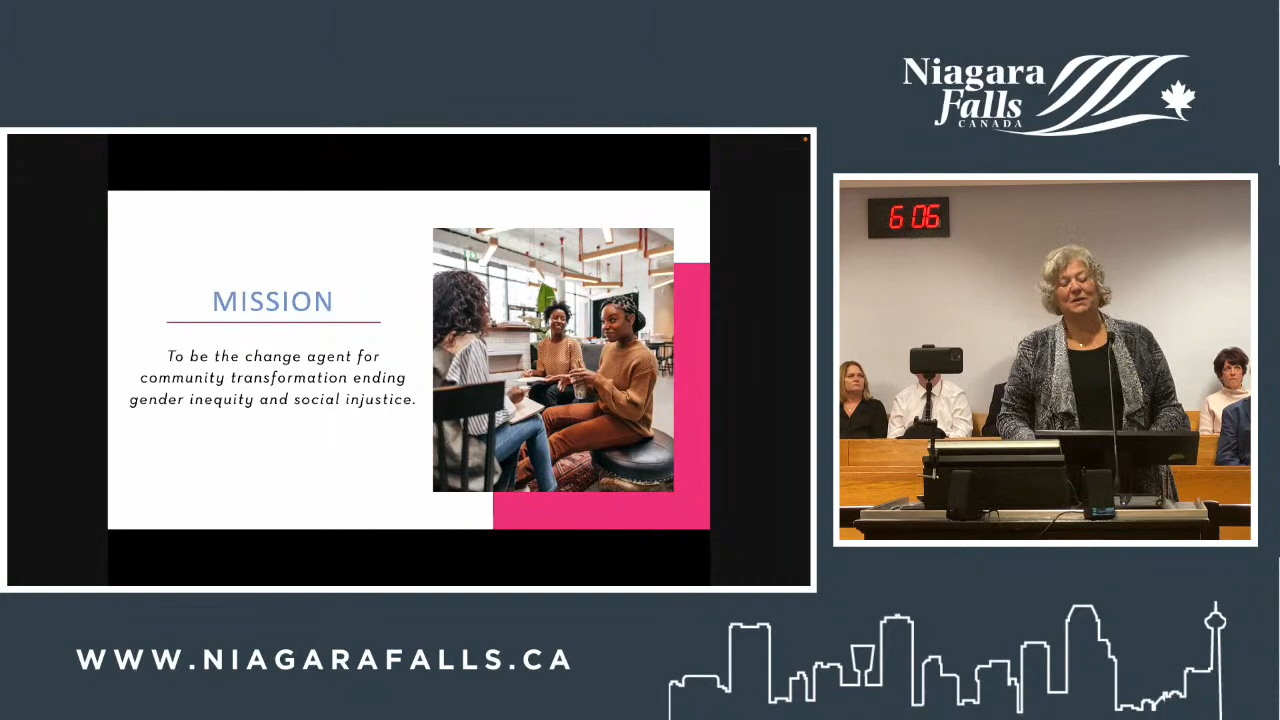 Niagara
Falls
CANADA
6 06
MISSION
To be the change agent for
community transformation ending
gender inequity and social injustice.
WWW.NIAGARAFALLS.CA